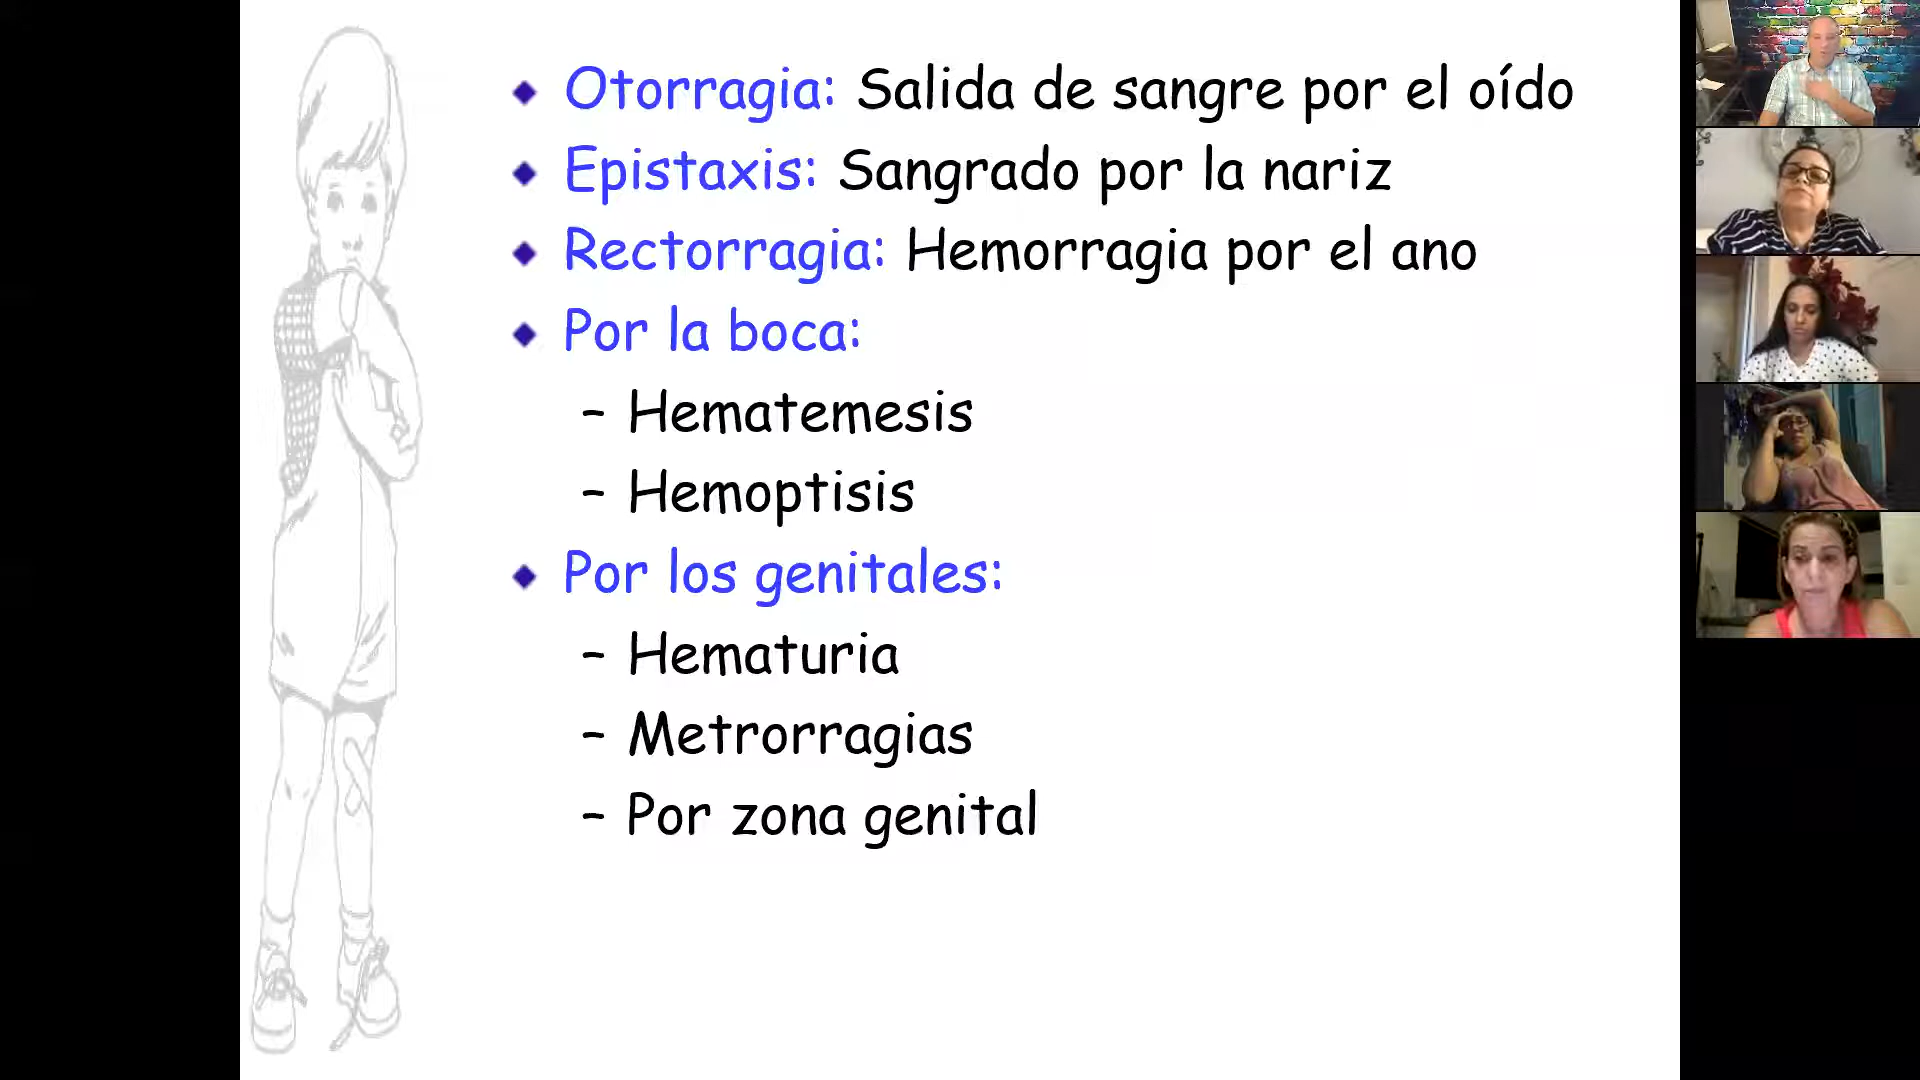 Otorragia: Salida de sangre por el oído
Epistaxis: Sangrado por la nariz
Rectorragia: Hemorragia por el ano
Por la boca:
– Hematemesis
– Hemoptisis
Por los genitales:
– Hematuria
– Metrorragias
– Por zona genital